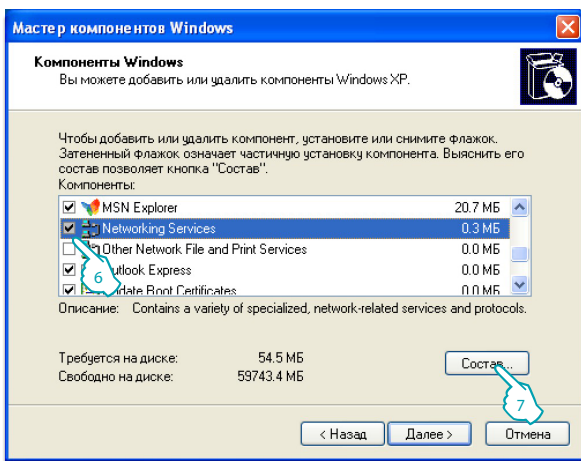 Мастер компонентов Windows
Компоненты Windows
Вы можете добавить или удалить компоненты Windows XP.
Чтобы добавить или удалить компонент, установите или снимите флажок.
Затененный флажок означает частичную установку компонента. Выяснить его
состав позволяет кнопка "Состав".
Компоненты:
MSN Explorer 20.7 МБ
Networking Services 0.3 МБ
Other Network File and Print Services 0.0 МБ
6 utlook Express 0.0 МБ
Root Certificates 0.0 МБ
Описание: Contains a variety of specialized, network-related services and protocols.
Требуется на диске: 54.5 МБ
Свободно на диске: 59743.4 МБ
Состав...
7
< Назад Далее > Отмена